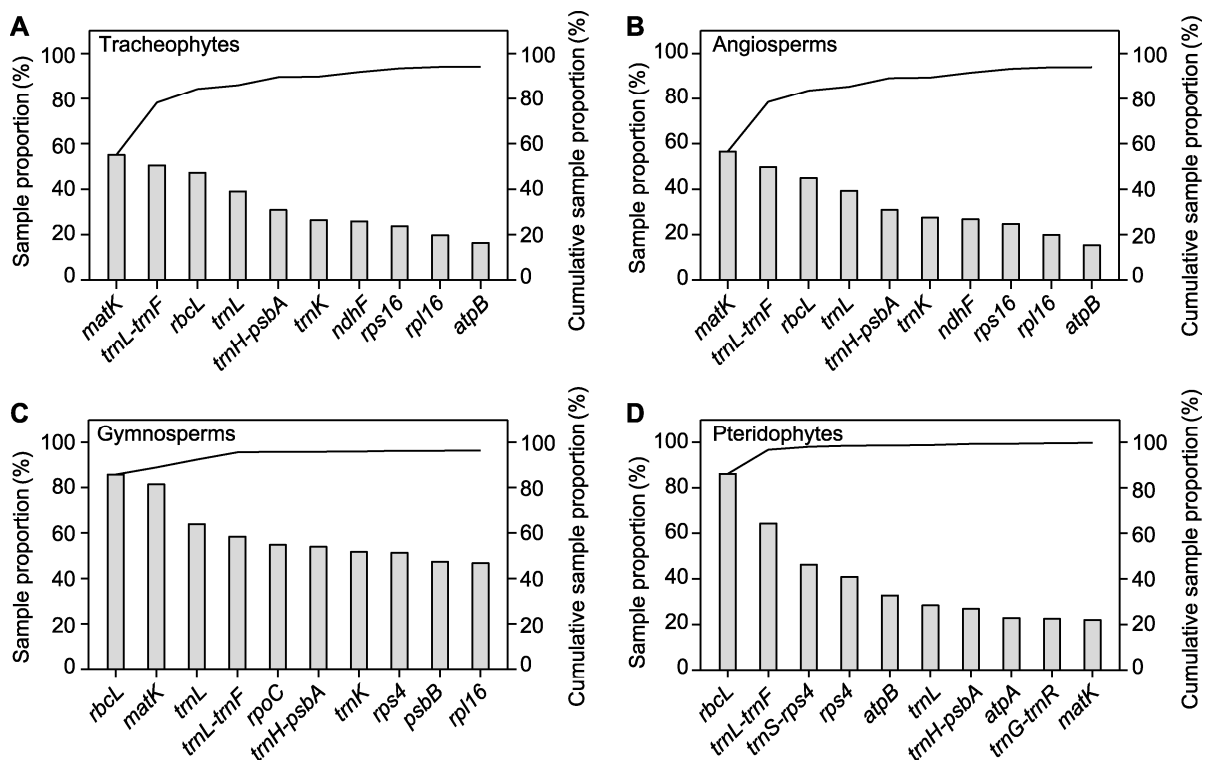 A
Tracheophytes
Sample proportion (%)
100
80
60
40
20
0
Cumulative sample proportion (%)
100
80
60
40
20
0
matK
trnL-trnF
rbcL
trnL
trnH-psbA
trnK
ndhF
rps16
rpl16
atpB
B
Angiosperms
Sample proportion (%)
100
80
60
40
20
0
Cumulative sample proportion (%)
100
80
60
40
20
0
matK
trnL-trnF
rbcL
trnL
trnH-psbA
trnK
ndhF
rps16
rpl16
atpB
C
Gymnosperms
Sample proportion (%)
100
80
60
40
20
0
Cumulative sample proportion (%)
100
80
60
40
20
0
rbcL
matK
trnL
trnL-trnF
rpoC
trnH-psbA
trnK
rps4
psbB
rpl16
D
Pteridophytes
Sample proportion (%)
100
80
60
40
20
0
Cumulative sample proportion (%)
100
80
60
40
20
0
rbcL
trnL-trnF
trnS-rps4
rps4
atpB
trnL
trnH-psbA
atpA
trnG-trnR
matK